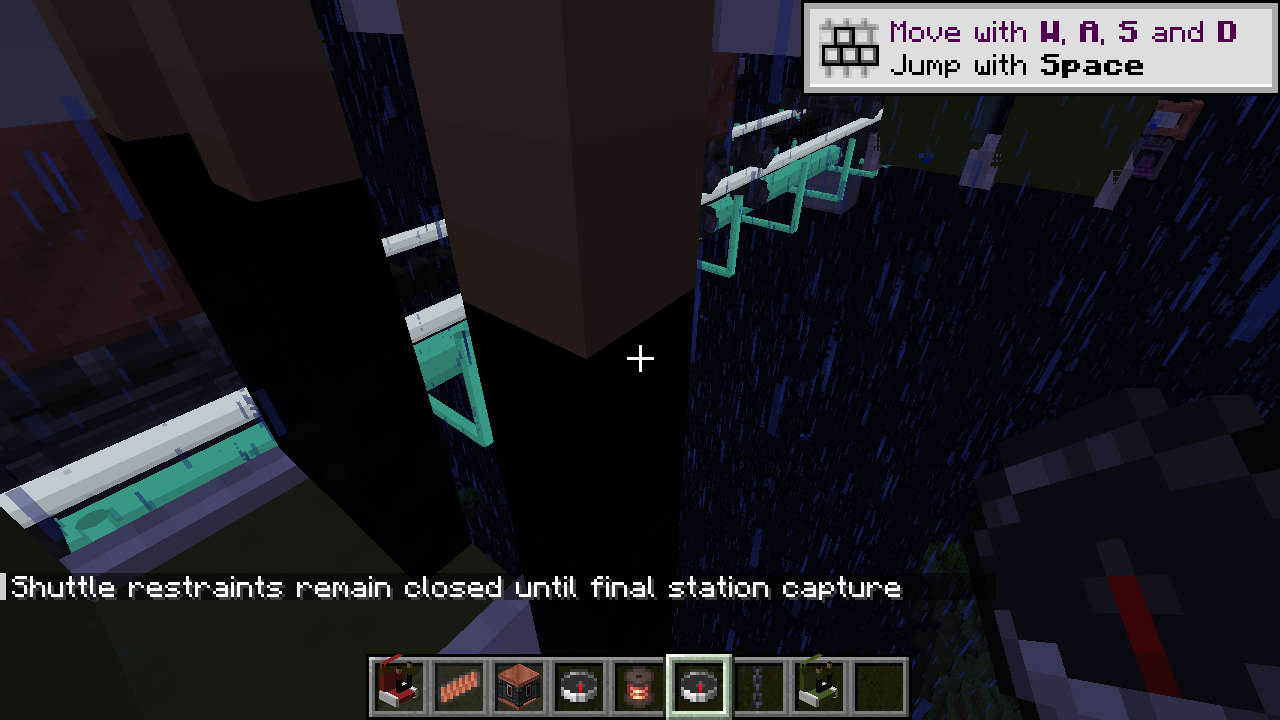 Move with W, A, S and D
Jump with Space
Shuttle restraints remain closed until final station capture